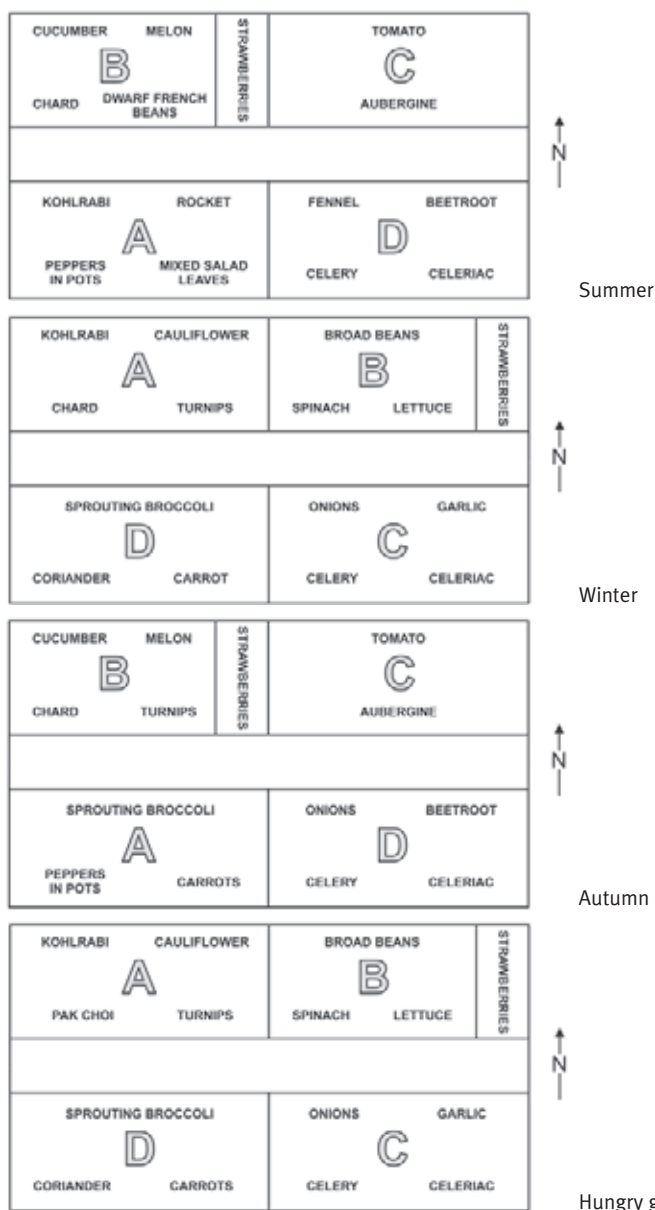 CUCUMBER MELON
B
CHARD DWARF FRENCH
BEANS
STRAWBERRIES
TOMATO
C
AUBERGINE
N
KOHLRABI ROCKET
A
PEPPERS
IN POTS
MIXED SALAD
LEAVES
FENNEL BEETROOT
D
CELERY CELERIAC
Summer
KOHLRABI CAULIFLOWER
A
CHARD TURNIPS
BROAD BEANS
B
SPINACH LETTUCE
STRAWBERRIES
N
SPROUTING BROCCOLI
D
CORIANDER CARROT
ONIONS GARLIC
C
CELERY CELERIAC
Winter
CUCUMBER MELON
B
CHARD TURNIPS
STRAWBERRIES
TOMATO
C
AUBERGINE
N
SPROUTING BROCCOLI
A
PEPPERS
IN POTS
CARROTS
ONIONS BEETROOT
D
CELERY CELERIAC
Autumn
KOHLRABI CAULIFLOWER
A
PAK CHOI TURNIPS
BROAD BEANS
B
SPINACH LETTUCE
STRAWBERRIES
N
SPROUTING BROCCOLI
D
CORIANDER CARROTS
ONIONS GARLIC
C
CELERY CELERIAC
Hungry g